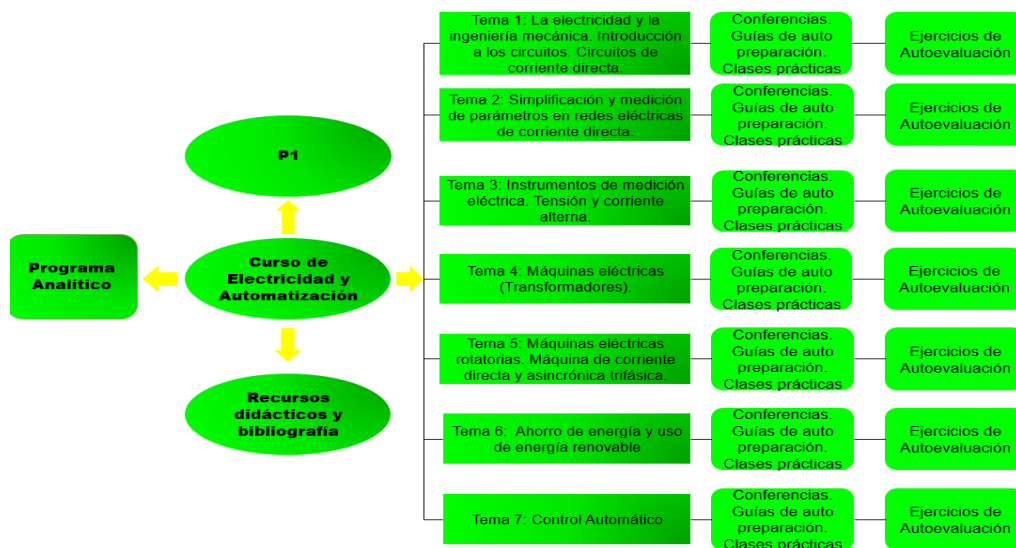 P1
Programa
Analítico
Curso de
Electricidad y
Automatización
Recursos
didácticos y
bibliografía
Tema 1: La electricidad y la
ingeniería mecánica. Introducción
a los circuitos. Circuitos de
corriente directa.
Conferencias.
Guías de auto
preparación.
Clases prácticas
Ejercicios de
Autoevaluación
Tema 2: Simplificación y medición
de parámetros en redes eléctricas
de corriente directa.
Conferencias.
Guías de auto
preparación.
Clases prácticas
Ejercicios de
Autoevaluación
Tema 3: Instrumentos de medición
eléctrica. Tensión y corriente
alterna.
Conferencias.
Guías de auto
preparación.
Clases prácticas
Ejercicios de
Autoevaluación
Tema 4: Máquinas eléctricas
(Transformadores).
Conferencias.
Guías de auto
preparación.
Clases prácticas
Ejercicios de
Autoevaluación
Tema 5: Máquinas eléctricas
rotatorias. Máquina de corriente
directa y asincrónica trifásica.
Conferencias.
Guías de auto
preparación.
Clases prácticas
Ejercicios de
Autoevaluación
Tema 6: Ahorro de energía y uso
de energía renovable
Conferencias.
Guías de auto
preparación.
Clases prácticas
Ejercicios de
Autoevaluación
Tema 7: Control Automático
Conferencias.
Guías de auto
preparación.
Clases prácticas
Ejercicios de
Autoevaluación